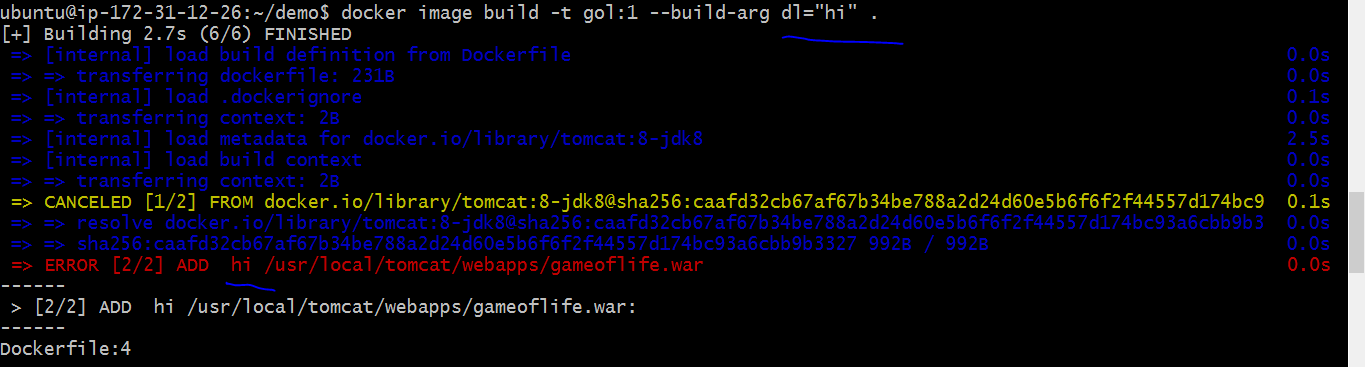 ubuntu@ip-172-31-12-26:~/demo$ docker image build -t gol:1 --build-arg dl="hi" .
[+] Building 2.7s (6/6) FINISHED
=> [internal] load build definition from Dockerfile 0.0s
=> => transferring dockerfile: 231B 0.0s
=> [internal] load .dockerignore 0.1s
=> => transferring context: 2B 0.0s
=> [internal] load metadata for docker.io/library/tomcat:8-jdk8 2.5s
=> [internal] load build context 0.0s
=> => transferring context: 2B 0.0s
=> CANCELED [1/2] FROM docker.io/library/tomcat:8-jdk8@sha256:caafd32cb67af67b34be788a2d24d60e5b6f6f2f44557d174bc9 0.1s
=> => resolve docker.io/library/tomcat:8-jdk8@sha256:caafd32cb67af67b34be788a2d24d60e5b6f6f2f44557d174bc93a6cbb9b3 0.0s
=> => sha256:caafd32cb67af67b34be788a2d24d60e5b6f6f2f44557d174bc93a6cbb9b3327 992B / 992B 0.0s
=> ERROR [2/2] ADD  hi /usr/local/tomcat/webapps/gameoflife.war 0.0s
------
> [2/2] ADD  hi /usr/local/tomcat/webapps/gameoflife.war:
------
Dockerfile:4